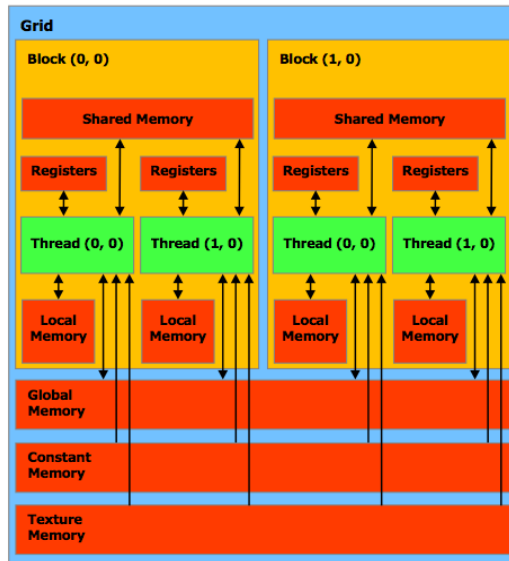 Grid
Block (0, 0)
Block (1, 0)
Shared Memory
Shared Memory
Registers
Registers
Registers
Registers
Thread (0, 0)
Thread (1, 0)
Thread (0, 0)
Thread (1, 0)
Local
Memory
Local
Memory
Local
Memory
Local
Memory
Global
Memory
Constant
Memory
Texture
Memory